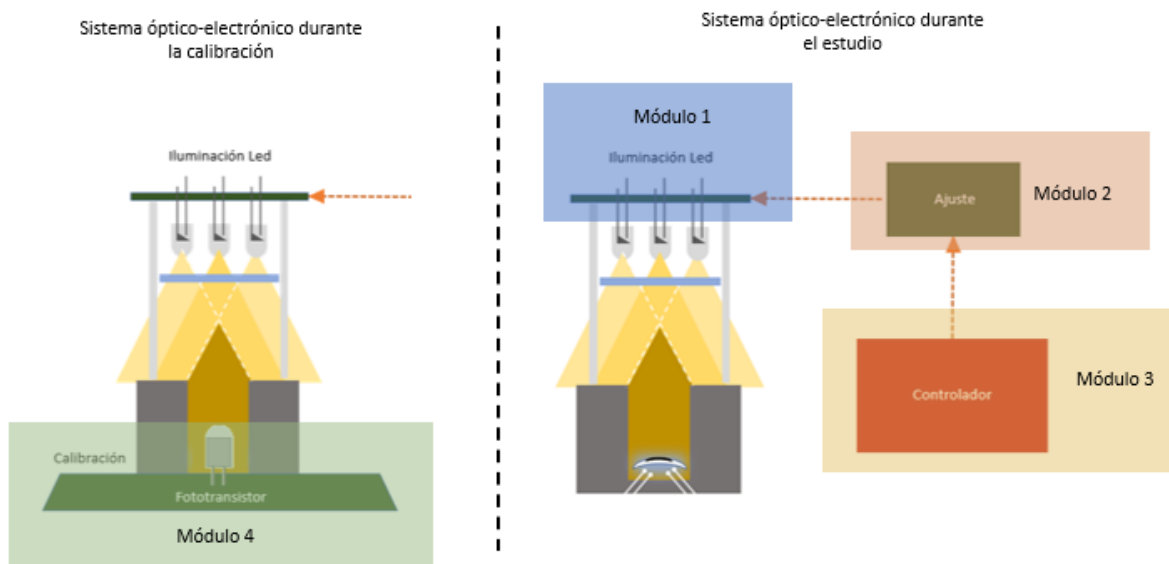 Sistema óptico-electrónico durante
la calibración
Iluminación Led
Calibración
Fototransistor
Módulo 4
Sistema óptico-electrónico durante
el estudio
Módulo 1
Iluminación Led
Ajuste
Módulo 2
Controlador
Módulo 3